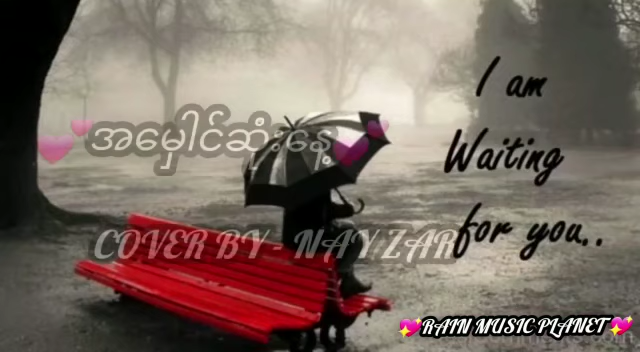 I am
💕အမှောင်ဆုံးနေ့💕
Waiting
for you..
COVER BY NAY ZAR
💖RAIN MUSIC PLANET💖